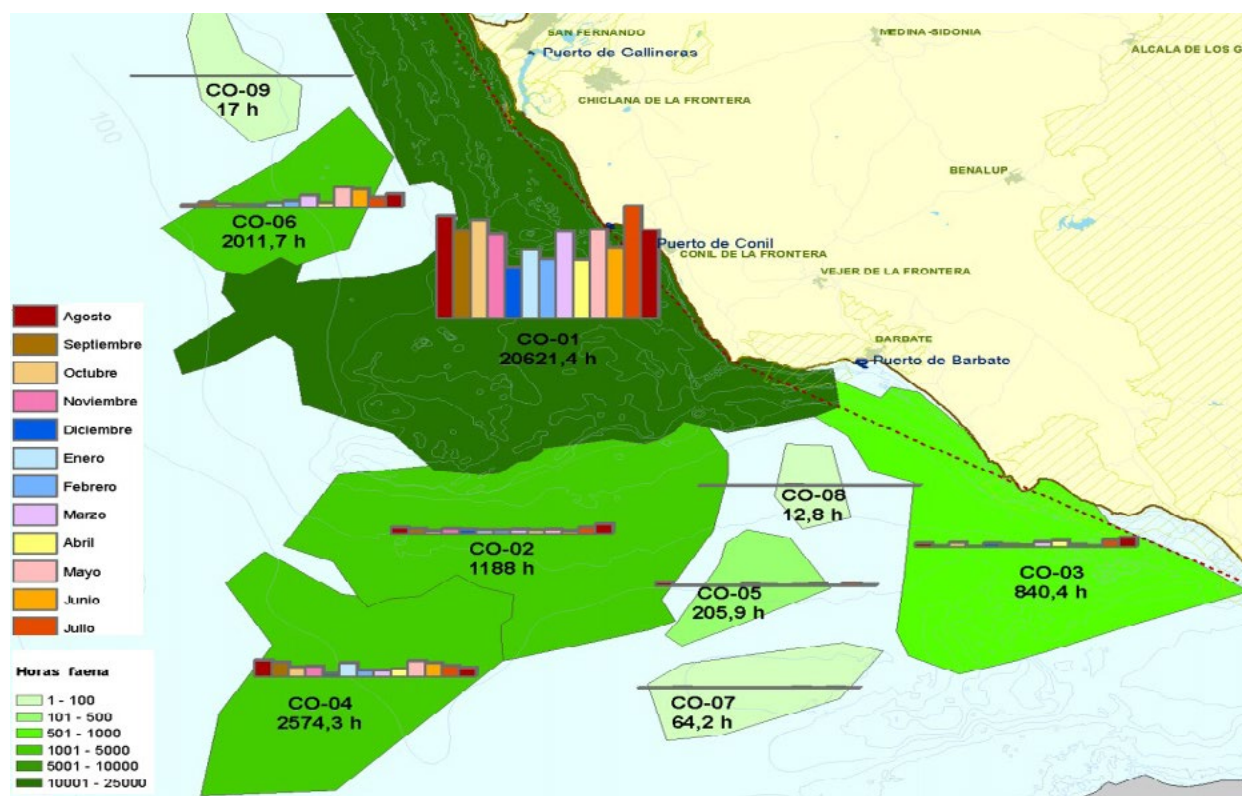 SAN FERNANDO
Puerto de Gallineras
MEDINA-SIDONIA
ALCALA DE LOS G
CO-09
17 h
CHICLANA DE LA FRONTERA
100
BENALUP
CO-06
2011,7 h
Puerto de Conil
CONIL DE LA FRONTERA
VEJER DE LA FRONTERA
CO-01
20621,4 h
BARBATE
Puerto de Barbate
Agosto
Septiembre
Octubre
Noviembre
Diciembre
Enero
Febrero
Marzo
Abril
Mayo
Junio
Julio
CO-08
12,8 h
CO-02
1188 h
CO-03
840,4 h
CO-05
205,9 h
CO-04
2574,3 h
CO-07
64,2 h
Horas faena
1 - 100
101 - 500
501 - 1000
1001 - 5000
5001 - 10000
10001 - 25000